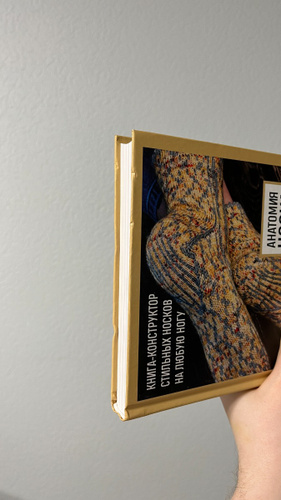 АНАТОМИЯ
КНИГА-КОНСТРУКТОР
СТИЛЬНЫХ НОСКОВ
НА ЛЮБУЮ НОГУ